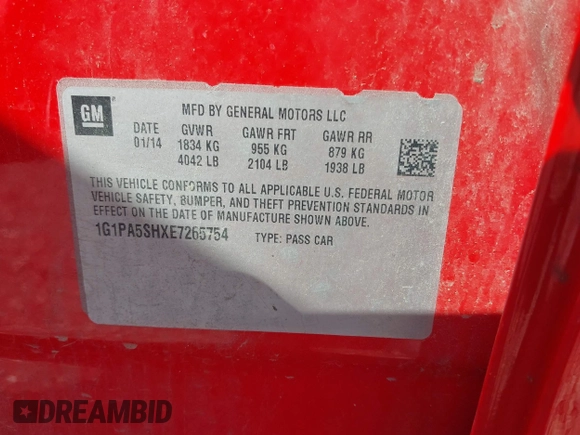 GM
MFD BY GENERAL MOTORS LLC
DATE GVWR GAWR FRT GAWR RR
01/14 1834 KG 955 KG 879 KG
4042 LB 2104 LB 1938 LB
THIS VEHICLE CONFORMS TO ALL APPLICABLE U.S. FEDERAL MOTOR
VEHICLE SAFETY, BUMPER, AND THEFT PREVENTION STANDARDS IN
EFFECT ON THE DATE OF MANUFACTURE SHOWN ABOVE.
1G1PA5SHXE7265754 TYPE: PASS CAR
DREAMBID